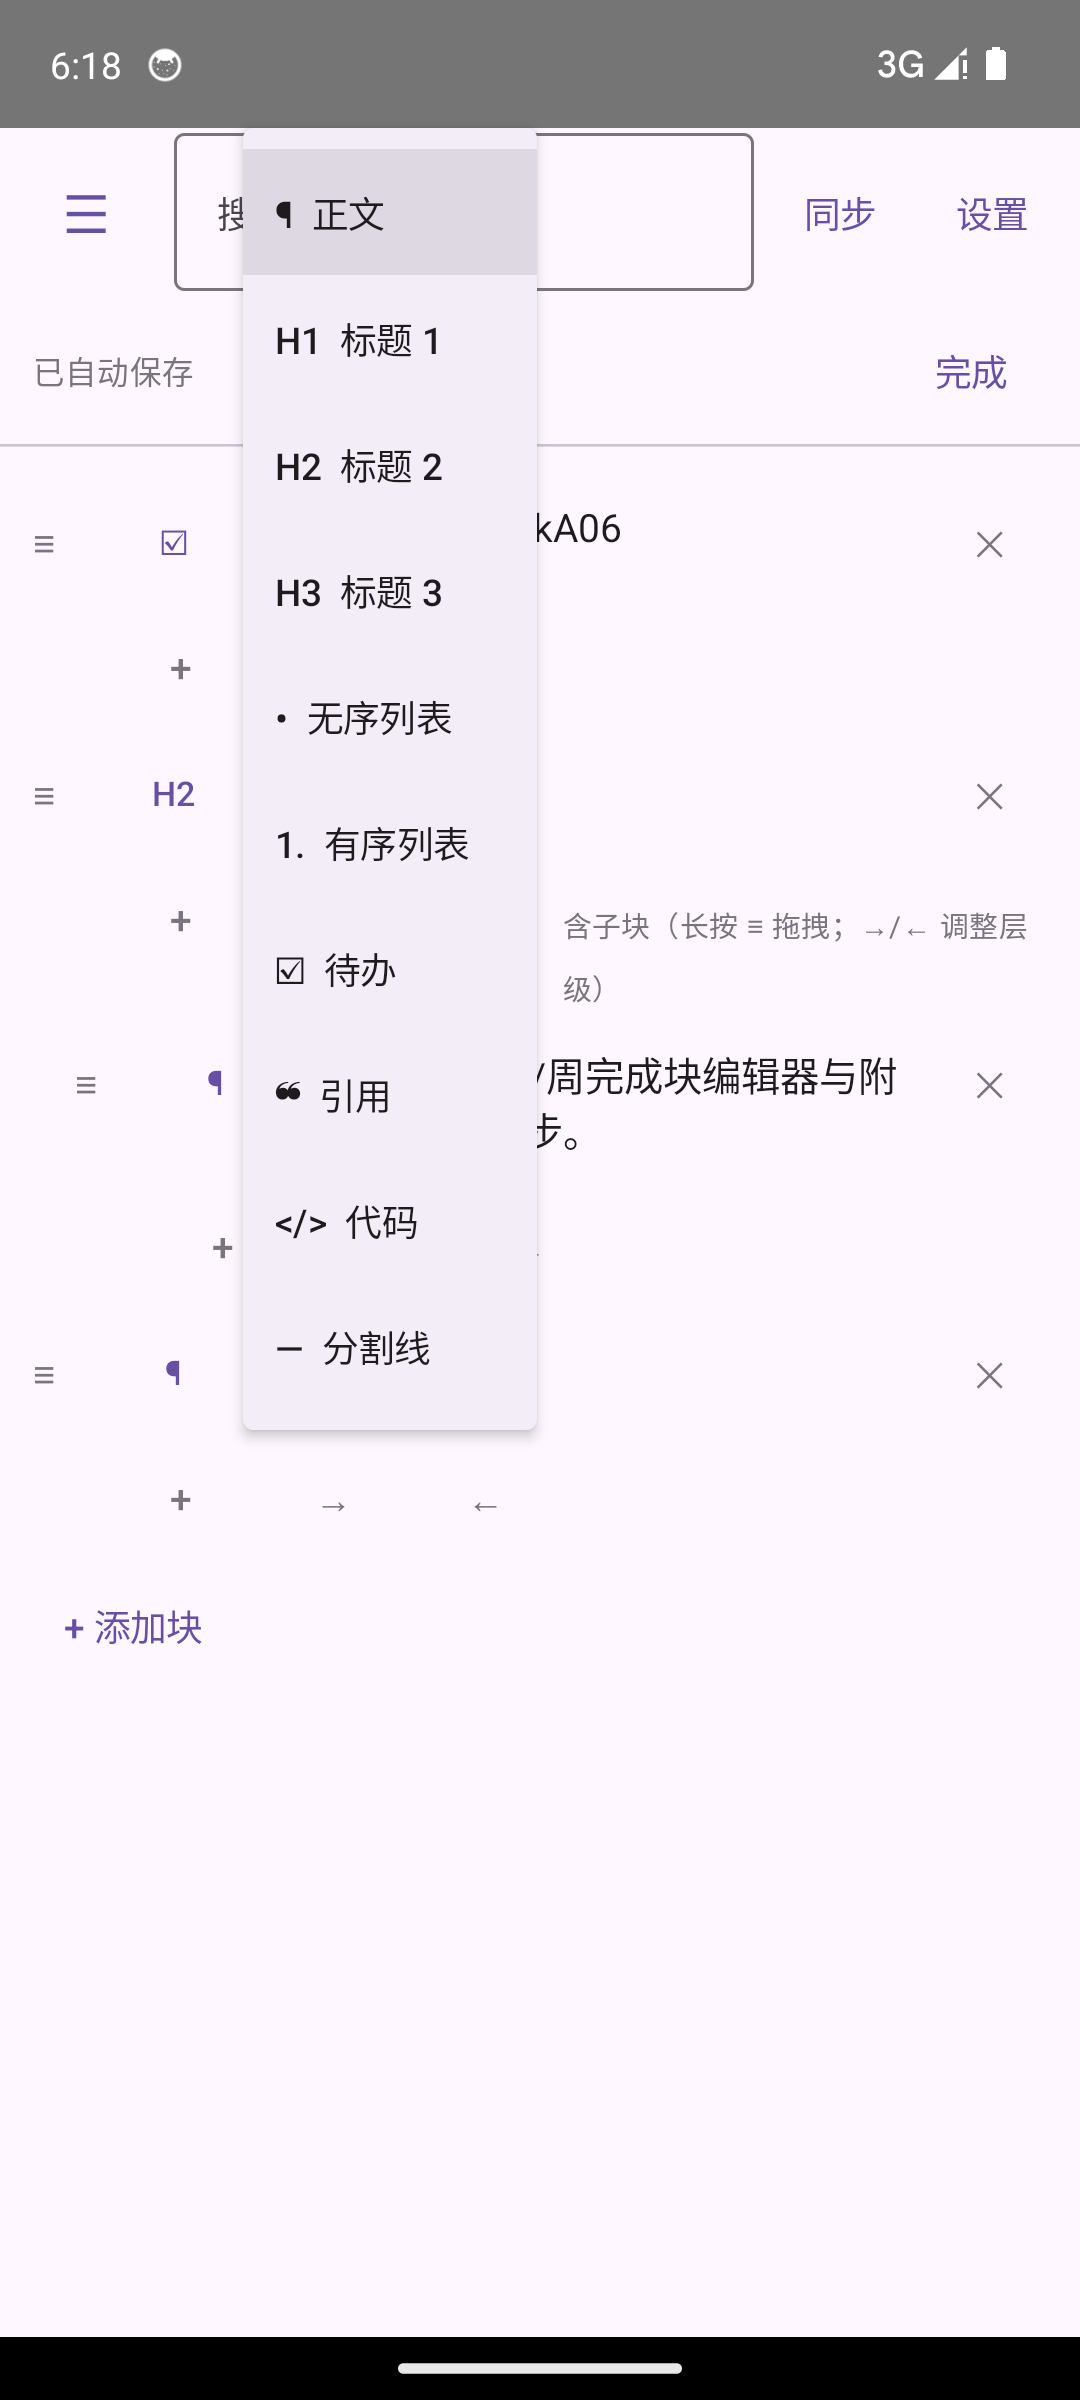 6:18
3G
☰ 搜 同步 设置
已自动保存 完成
¶ 正文
H1 标题 1
H2 标题 2
H3 标题 3
• 无序列表
1. 有序列表
☑ 待办
❝ 引用
</> 代码
— 分割线
≡ ☑ kA06 ×
+
≡ H2 ×
+ 含子块（长按 ≡ 拖拽；→/← 调整层
级）
≡ ¶ /周完成块编辑器与附 ×
步。
+
≡ ¶ ×
+ → ←
+ 添加块